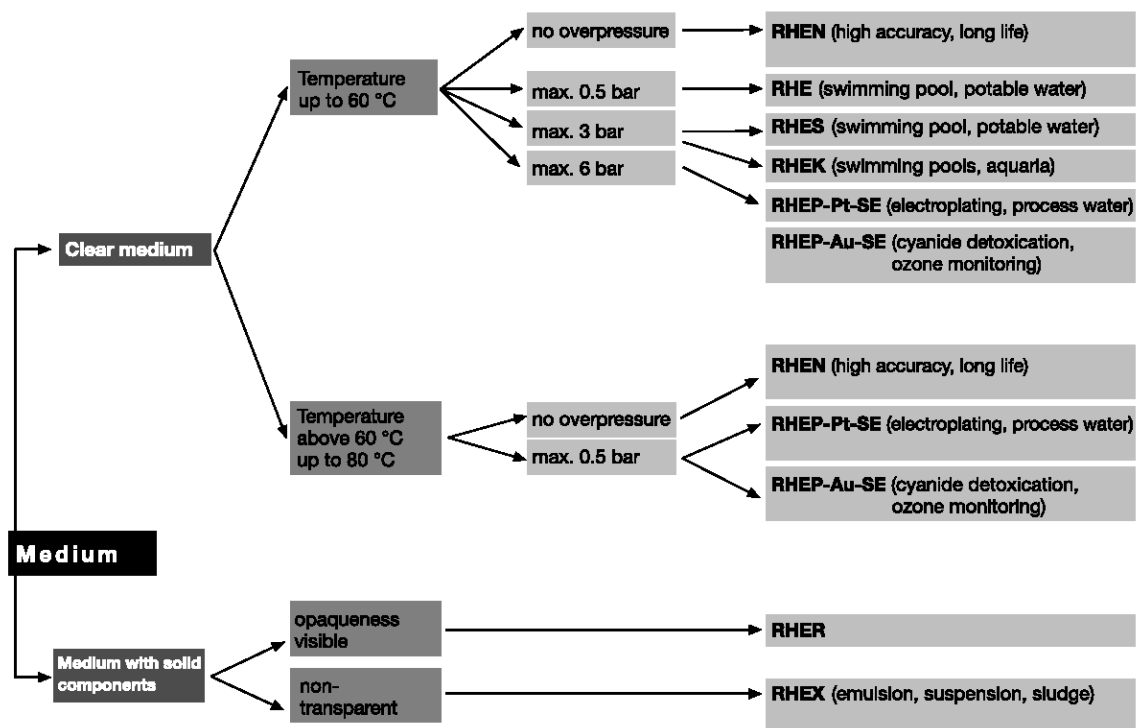 no overpressure
RHEN (high accuracy, long life)
Temperature
up to 60 °C
max. 0.5 bar
RHE (swimming pool, potable water)
max. 3 bar
RHES (swimming pool, potable water)
max. 6 bar
RHEK (swimming pools, aquaria)
RHEP-Pt-SE (electroplating, process water)
Clear medium
RHEP-Au-SE (cyanide detoxication,
ozone monitoring)
RHEN (high accuracy, long life)
Temperature
above 60 °C
up to 80 °C
no overpressure
max. 0.5 bar
RHEP-Pt-SE (electroplating, process water)
RHEP-Au-SE (cyanide detoxication,
ozone monitoring)
Medium
opaqueness
visible
RHER
Medium with solid
components
non-
transparent
RHEX (emulsion, suspension, sludge)